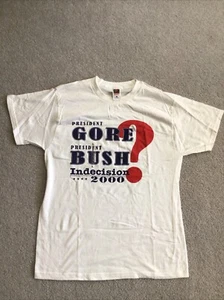 PRESIDENT
GORE
PRESIDENT
BUSH ?
Indecision
.... 2000